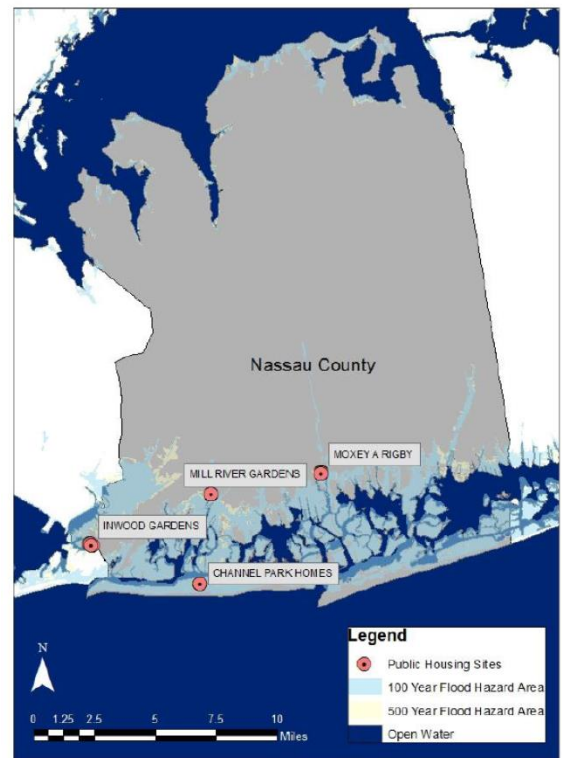 Nassau County
MOXEY A RIGBY
MILL RIVER GARDENS
INWOOD GARDENS
CHANNEL PARK HOMES
Legend
Public Housing Sites
100 Year Flood Hazard Area
500 Year Flood Hazard Area
Open Water
N
0 1.25 2.5 5 7.5 10
Miles